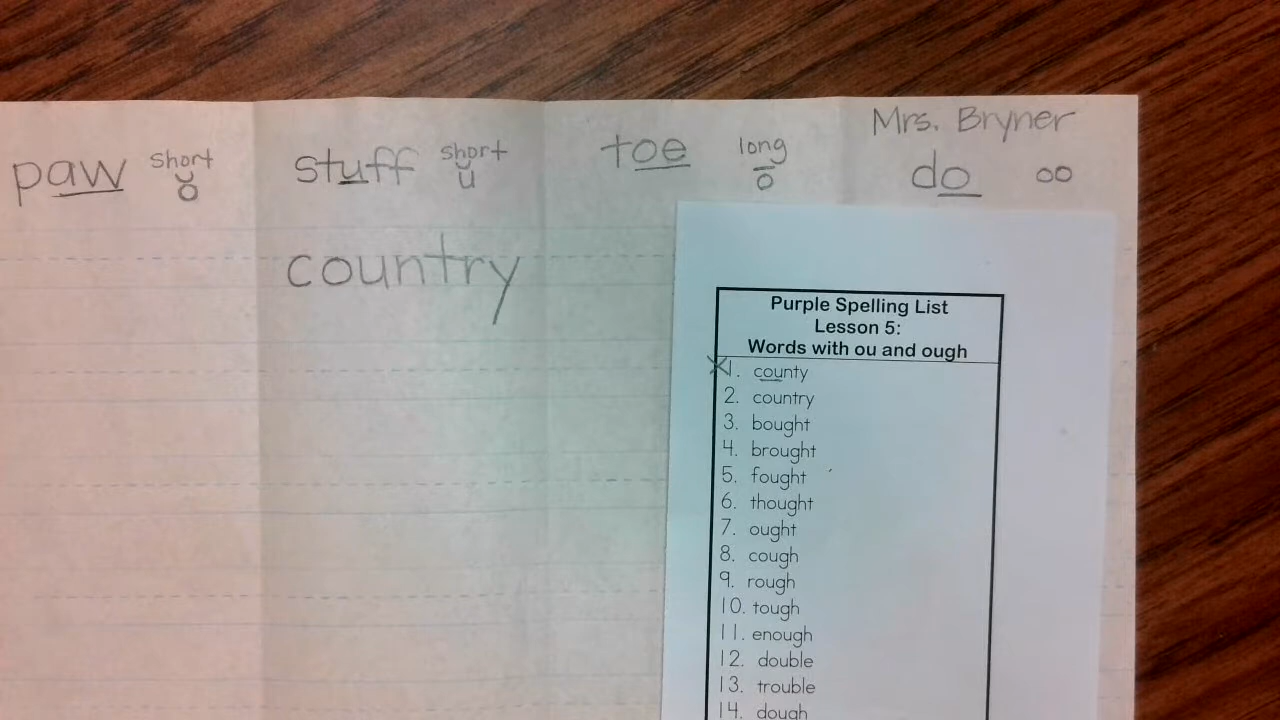 Mrs. Bryner
paw short ŏ
stuff short ŭ
toe long ō
do oo
country
Purple Spelling List
Lesson 5:
Words with ou and ough
1. county
2. country
3. bought
4. brought
5. fought
6. thought
7. ought
8. cough
9. rough
10. tough
11. enough
12. double
13. trouble
14. dough